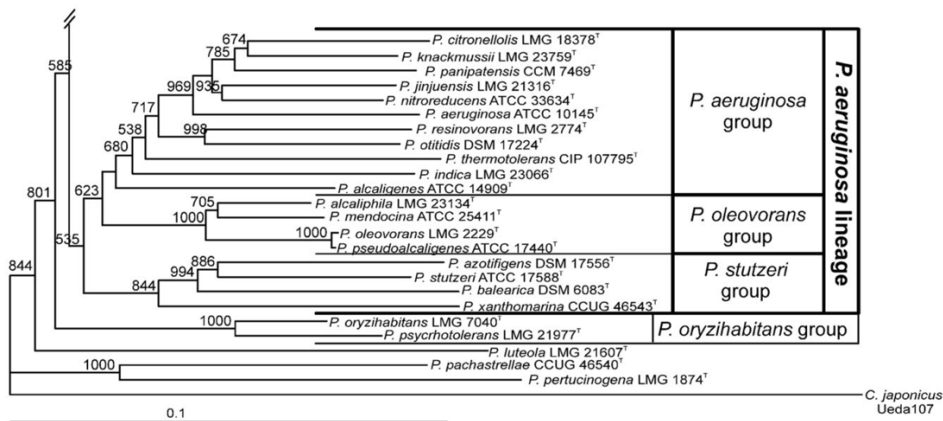 585
674
P. citronellolis LMG 18378T
785
P. knackmussii LMG 23759T
P. panipatensis CCM 7469T
969
935
P. jinjuensis LMG 21316T
P. nitroreducens ATCC 33634T
717
P. aeruginosa ATCC 10145T
538
998
P. resinovorans LMG 2774T
P. otitidis DSM 17224T
680
P. thermotolerans CIP 107795T
P. indica LMG 23066T
801
623
P. alcaligenes ATCC 14909T
705
P. alcaliphila LMG 23134T
1000
P. mendocina ATCC 25411T
535
1000
P. oleovorans LMG 2229T
P. pseudoalcaligenes ATCC 17440T
844
886
P. azotifigens DSM 17556T
994
P. stutzeri ATCC 17588T
844
P. balearica DSM 6083T
P. xanthomarina CCUG 46543T
1000
P. oryzihabitans LMG 7040T
P. psycrhotolerans LMG 21977T
P. luteola LMG 21607T
1000
P. pachastrellae CCUG 46540T
P. pertucinogena LMG 1874T
C. japonicus
Ueda107
0.1
P. aeruginosa
group
P. oleovorans
group
P. stutzeri
group
P. oryzihabitans group
P. aeruginosa lineage